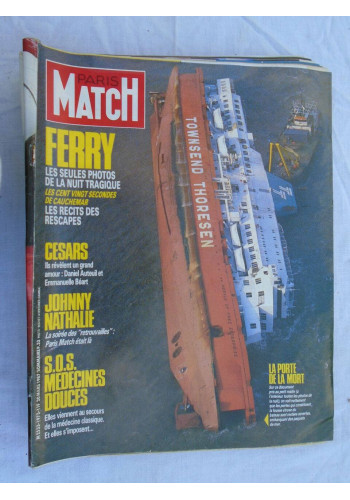 PARIS
MATCH
FERRY
LES SEULES PHOTOS
DE LA NUIT TRAGIQUE
LES CENT VINGT SECONDES
DE CAUCHEMAR
LES RECITS DES
RESCAPES
CESARS
Ils révèlent un grand
amour : Daniel Auteuil et
Emmanuelle Béart
JOHNNY
NATHALIE
La soirée des "retrouvailles" :
Paris Match était là
S.O.S.
MEDECINES
DOUCES
Elles viennent au secours
de la médecine classique.
Et elles s'imposent...
TOWNSEND THORESEN
LA PORTE
DE LA MORT